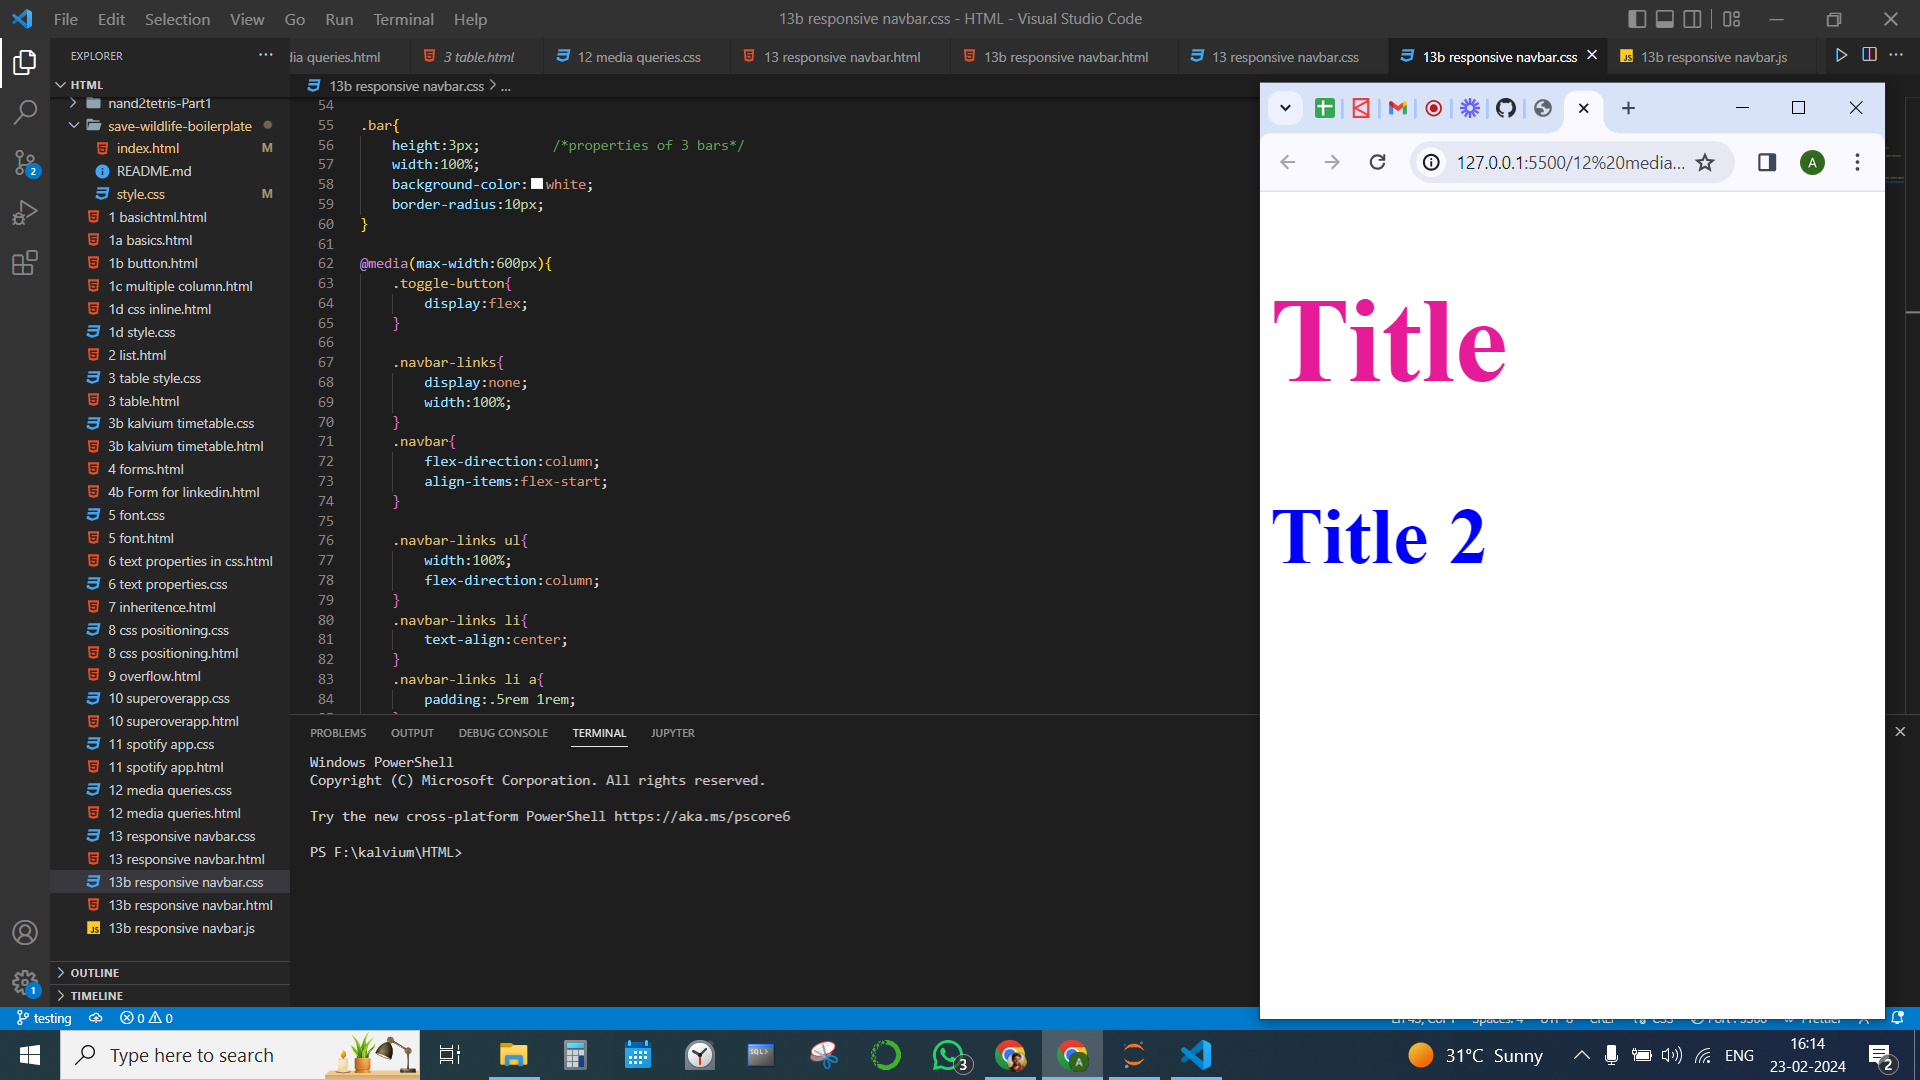 File Edit Selection View Go Run Terminal Help
13b responsive navbar.css - HTML - Visual Studio Code
EXPLORER
dia queries.html
3 table.html
12 media queries.css
13 responsive navbar.html
13b responsive navbar.html
13 responsive navbar.css
13b responsive navbar.css
13b responsive navbar.js
HTML
nand2tetris-Part1
save-wildlife-boilerplate
index.html M
README.md
style.css M
1 basichtml.html
1a basics.html
1b button.html
1c multiple column.html
1d css inline.html
1d style.css
2 list.html
3 table style.css
3 table.html
3b kalvium timetable.css
3b kalvium timetable.html
4 forms.html
4b Form for linkedin.html
5 font.css
5 font.html
6 text properties in css.html
6 text properties.css
7 inheritence.html
8 css positioning.css
8 css positioning.html
9 overflow.html
10 superoverapp.css
10 superoverapp.html
11 spotify app.css
11 spotify app.html
12 media queries.css
12 media queries.html
13 responsive navbar.css
13 responsive navbar.html
13b responsive navbar.css
13b responsive navbar.html
13b responsive navbar.js
OUTLINE
TIMELINE
13b responsive navbar.css > ...
54
55 .bar{
56 height:3px; /*properties of 3 bars*/
57 width:100%;
58 background-color: white;
59 border-radius:10px;
60 }
61
62 @media(max-width:600px){
63 .toggle-button{
64 display:flex;
65 }
66
67 .navbar-links{
68 display:none;
69 width:100%;
70 }
71 .navbar{
72 flex-direction:column;
73 align-items:flex-start;
74 }
75
76 .navbar-links ul{
77 width:100%;
78 flex-direction:column;
79 }
80 .navbar-links li{
81 text-align:center;
82 }
83 .navbar-links li a{
84 padding:.5rem 1rem;
PROBLEMS OUTPUT DEBUG CONSOLE TERMINAL JUPYTER
Windows PowerShell
Copyright (C) Microsoft Corporation. All rights reserved.
Try the new cross-platform PowerShell https://aka.ms/pscore6
PS F:\kalvium\HTML>
127.0.0.1:5500/12%20media...
A
Title
Title 2
2
1
testing 0 0
Type here to search
SQL>
3
31°C Sunny
ENG
16:14
23-02-2024
2